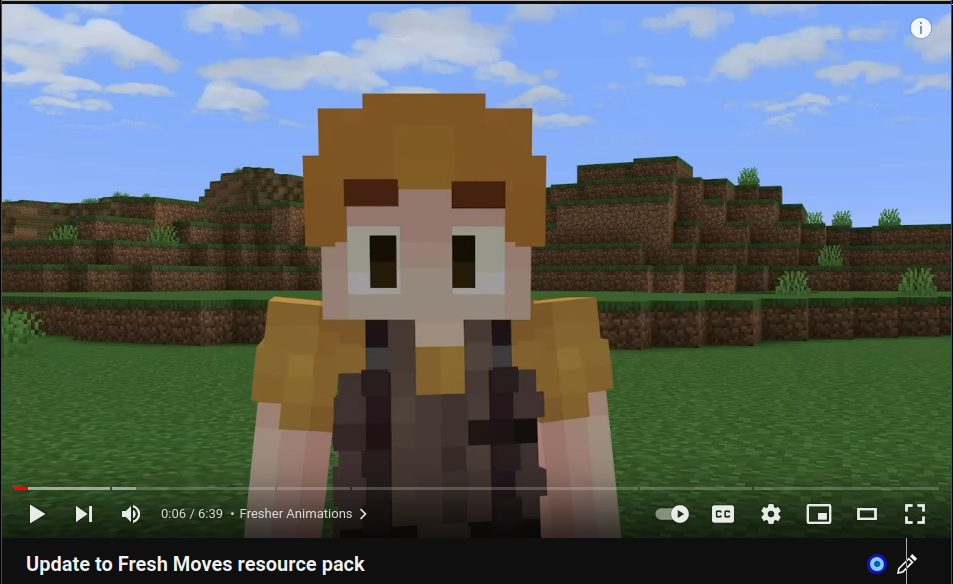 i
0:06 / 6:39 • Fresher Animations
CC
Update to Fresh Moves resource pack